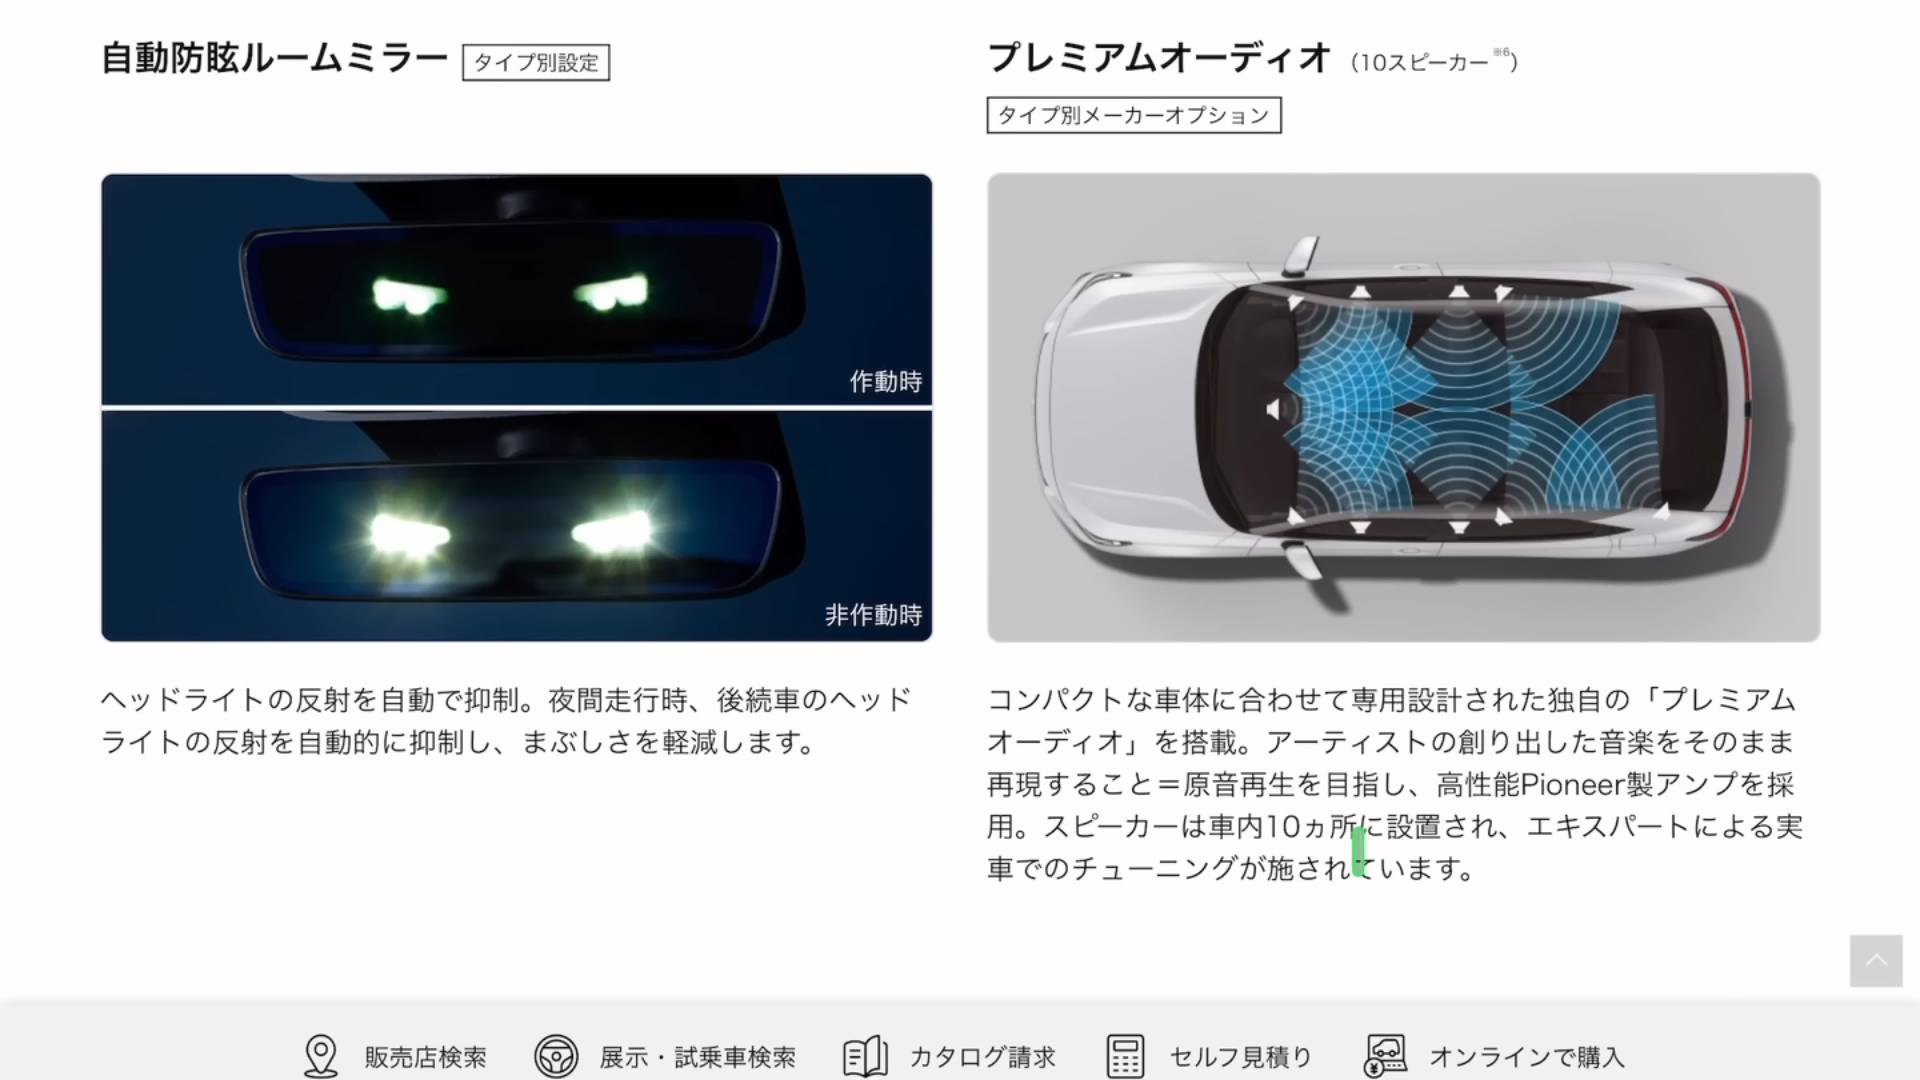 自動防眩ルームミラー タイプ別設定
作動時
非作動時
ヘッドライトの反射を自動で抑制。夜間走行時、後続車のヘッド
ライトの反射を自動的に抑制し、まぶしさを軽減します。
プレミアムオーディオ（10スピーカー※6）
タイプ別メーカーオプション
コンパクトな車体に合わせて専用設計された独自の「プレミアム
オーディオ」を搭載。アーティストの創り出した音楽をそのまま
再現すること＝原音再生を目指し、高性能Pioneer製アンプを採
用。スピーカーは車内10ヵ所に設置され、エキスパートによる実
車でのチューニングが施されています。
販売店検索 展示・試乗車検索 カタログ請求 セルフ見積り オンラインで購入